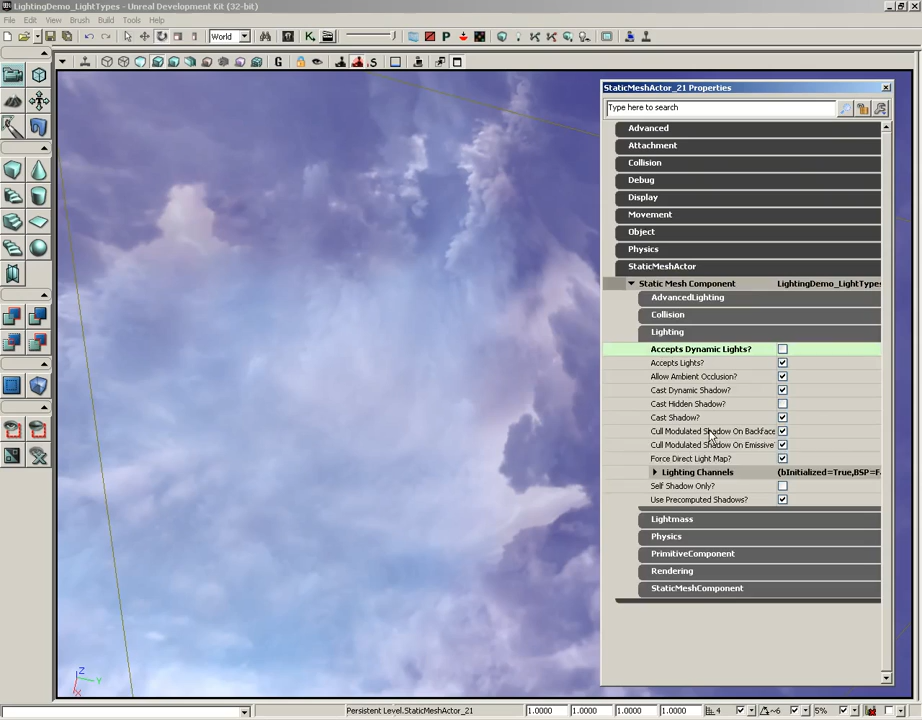 LightingDemo_LightTypes - Unreal Development Kit (32-bit)
File Edit View Brush Build Tools Help
World
G
S
StaticMeshActor_21 Properties
Type here to search
Advanced
Attachment
Collision
Debug
Display
Movement
Object
Physics
StaticMeshActor
Static Mesh Component LightingDemo_LightTypes
AdvancedLighting
Collision
Lighting
Accepts Dynamic Lights?
Accepts Lights?
Allow Ambient Occlusion?
Cast Dynamic Shadow?
Cast Hidden Shadow?
Cast Shadow?
Cull Modulated Shadow On Backface
Cull Modulated Shadow On Emissive
Force Direct Light Map?
Lighting Channels (bInitialized=True,BSP=F
Self Shadow Only?
Use Precomputed Shadows?
Lightmass
Physics
PrimitiveComponent
Rendering
StaticMeshComponent
Z
Y
X
Persistent Level.StaticMeshActor_21 1.0000 1.0000 1.0000 1.0000 4 ~6 5%